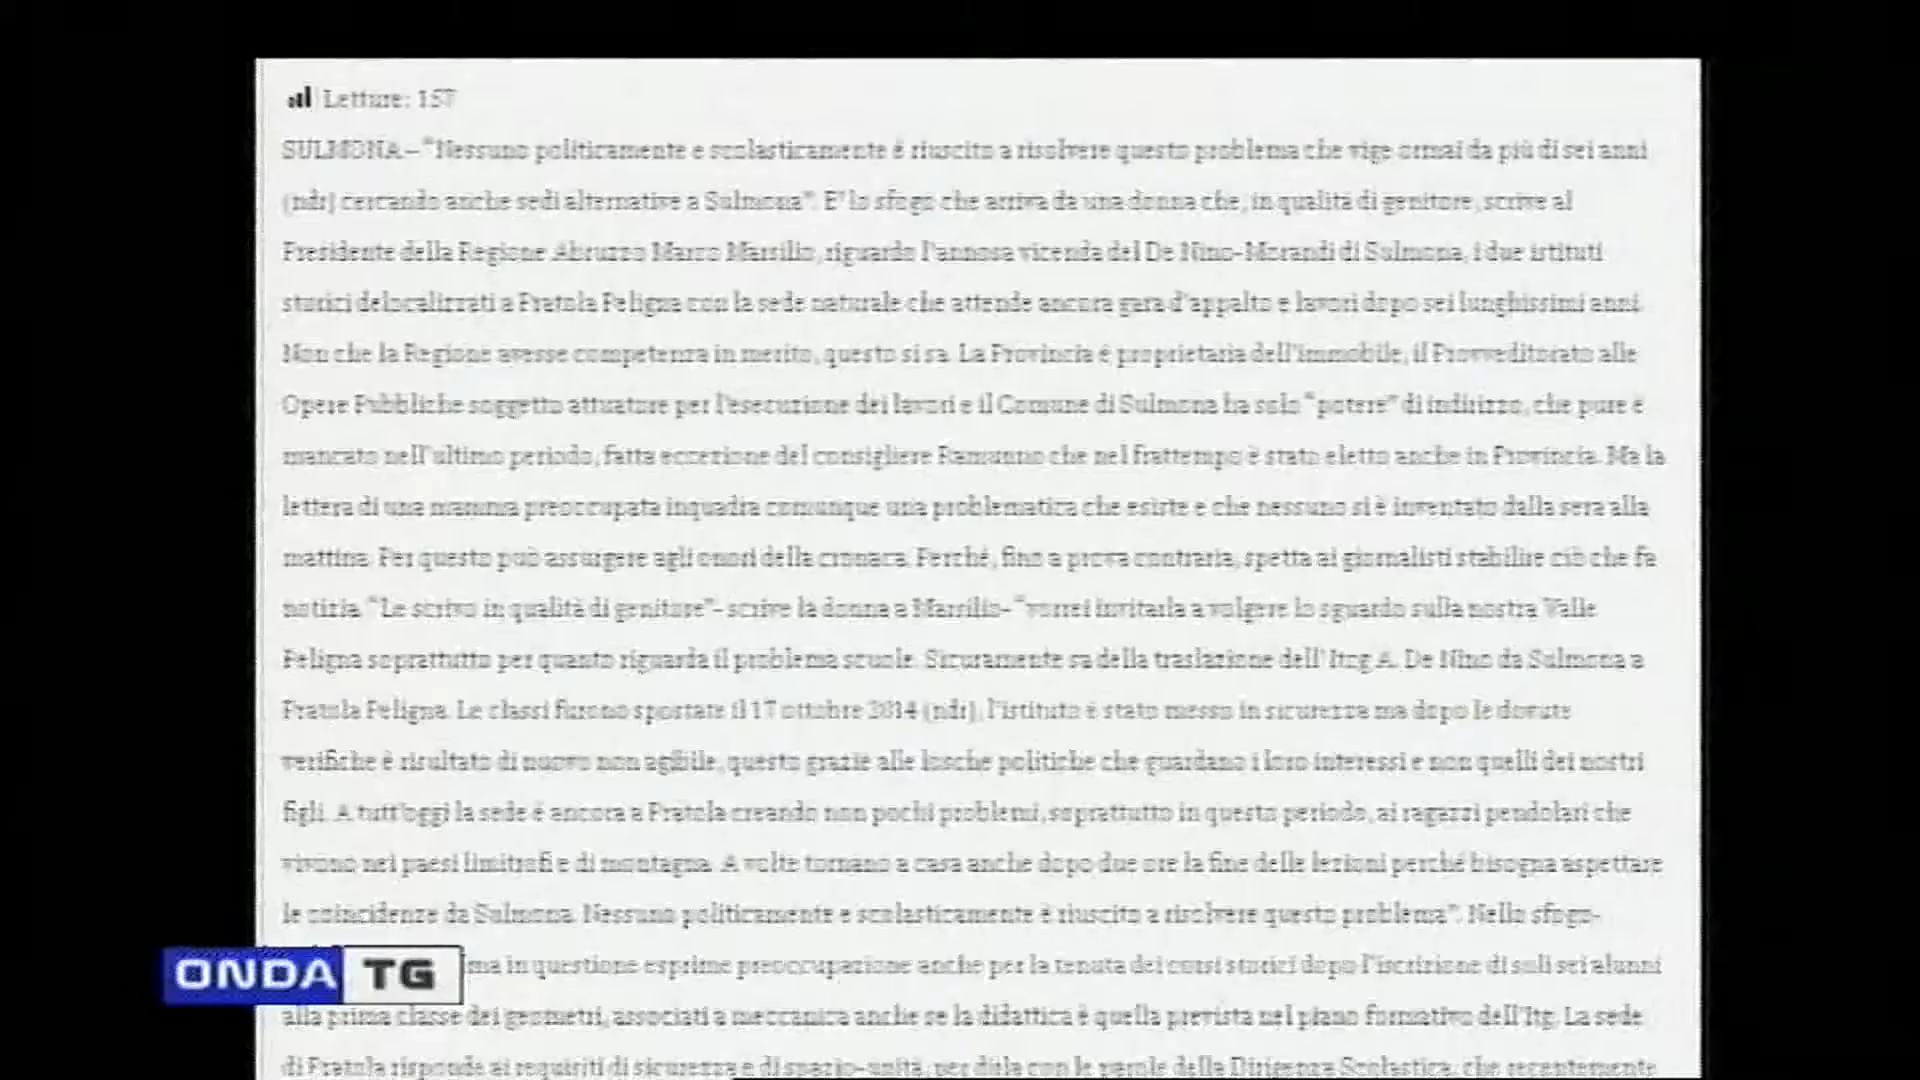 Letture: 157
SULMONA – “Nessuno politicamente e scolasticamente è riuscito a risolvere questo problema che vige ormai da più di sei anni
(ndr) cercando anche sedi alternative a Sulmona”. E’ lo sfogo che arriva da una donna che, in qualità di genitore, scrive al
Presidente della Regione Abruzzo Marco Marsilio, riguardo l’annosa vicenda del De Nino-Morandi di Sulmona, i due istituti
storici delocalizzati a Pratola Peligna con la sede naturale che attende ancora gara d’appalto e lavori dopo sei lunghissimi anni.
Non che la Regione avesse competenza in merito, questo si sa. La Provincia è proprietaria dell’immobile, il Provveditorato alle
Opere Pubbliche soggetto attuatore per l’esecuzione dei lavori e il Comune di Sulmona ha solo “potere” di indirizzo, che pure è
mancato nell’ultimo periodo, fatta eccezione del consigliere Ramunno che nel frattempo è stato eletto anche in Provincia. Ma la
lettera di una mamma preoccupata inquadra comunque una problematica che esiste e che nessuno si è inventato dalla sera alla
mattina. Per questo può assurgere agli onori della cronaca. Perché, fino a prova contraria, spetta ai giornalisti stabilire ciò che fa
notizia. “Le scrivo in qualità di genitore”- scrive la donna a Marsilio- “vorrei invitarla a volgere lo sguardo sulla nostra Valle
Peligna soprattutto per quanto riguarda il problema scuole. Sicuramente sa della traslazione dell’ Itcg A. De Nino da Sulmona a
Pratola Peligna. Le classi furono spostate il 17 ottobre 2014 (ndr), l’istituto è stato messo in sicurezza ma dopo le dovute
verifiche è risultato di nuovo non agibile, questo grazie alle losche politiche che guardano i loro interessi e non quelli dei nostri
figli. A tutt’oggi la sede è ancora a Pratola creando non pochi problemi, soprattutto in questo periodo, ai ragazzi pendolari che
vivono nei paesi limitrofi e di montagna. A volte tornano a casa anche dopo due ore la fine delle lezioni perché bisogna aspettare
le coincidenze da Sulmona. Nessuno politicamente e scolasticamente è riuscito a risolvere questo problema”. Nello sfogo-
ONDA TG
in questione esprime preoccupazione anche per la tenuta dei corsi storici dopo l’iscrizione di soli sei alunni
alla prima classe dei geometri, associati a meccanica anche se la didattica è quella prevista nel piano formativo dell’Itg. La sede
di Pratola risponde ai requisiti di sicurezza e di spazio-unità, per dirla con le parole della Dirigenza Scolastica, che recentemente